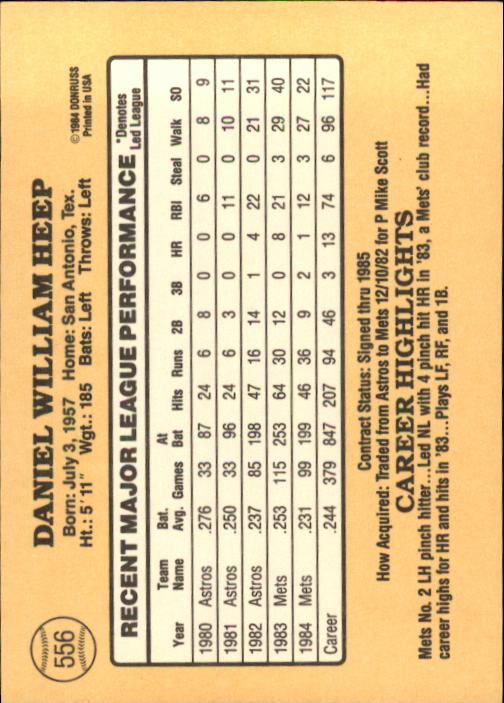 556
DANIEL WILLIAM HEEP
Born: July 3, 1957 Home: San Antonio, Tex.
Ht.: 5'11" Wgt.: 185 Bats: Left Throws: Left
©1984 DONRUSS
Printed in USA
RECENT MAJOR LEAGUE PERFORMANCE *Denotes
Led League
Team Bat. At
Year Name Avg. Games Bat Hits Runs 2B 3B HR RBI Steal Walk SO
1980 Astros .276 33 87 24 6 8 0 0 6 0 8 9
1981 Astros .250 33 96 24 6 3 0 0 11 0 10 11
1982 Astros .237 85 198 47 16 14 1 4 22 0 21 31
1983 Mets .253 115 253 64 30 12 0 8 21 3 29 40
1984 Mets .231 99 199 46 36 9 2 1 12 3 27 22
Career .244 379 847 207 94 46 3 13 74 6 96 117
Contract Status: Signed thru 1985
How Acquired: Traded from Astros to Mets 12/10/82 for P Mike Scott
CAREER HIGHLIGHTS
Mets No. 2 LH pinch hitter...Led NL with 4 pinch hit HR in '83, a Mets' club record...Had
career highs for HR and hits in '83...Plays LF, RF, and 1B.